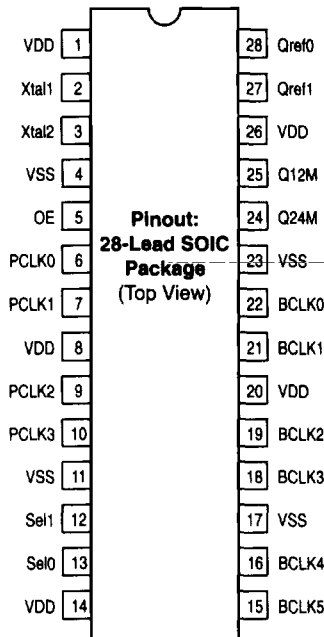 VDD 1 28 Qref0
Xtal1 2 27 Qref1
Xtal2 3 26 VDD
VSS 4 25 Q12M
OE 5 24 Q24M
Pinout:
28-Lead SOIC
Package
(Top View)
PCLK0 6 23 VSS
PCLK1 7 22 BCLK0
VDD 8 21 BCLK1
PCLK2 9 20 VDD
PCLK3 10 19 BCLK2
VSS 11 18 BCLK3
Sel1 12 17 VSS
Sel0 13 16 BCLK4
VDD 14 15 BCLK5